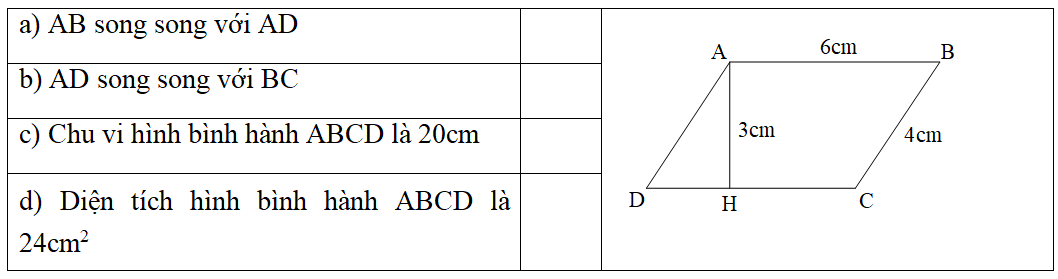 a) AB song song với AD
b) AD song song với BC
c) Chu vi hình bình hành ABCD là 20cm
d) Diện tích hình bình hành ABCD là
24cm²
A
6cm
B
3cm
4cm
D
H
C